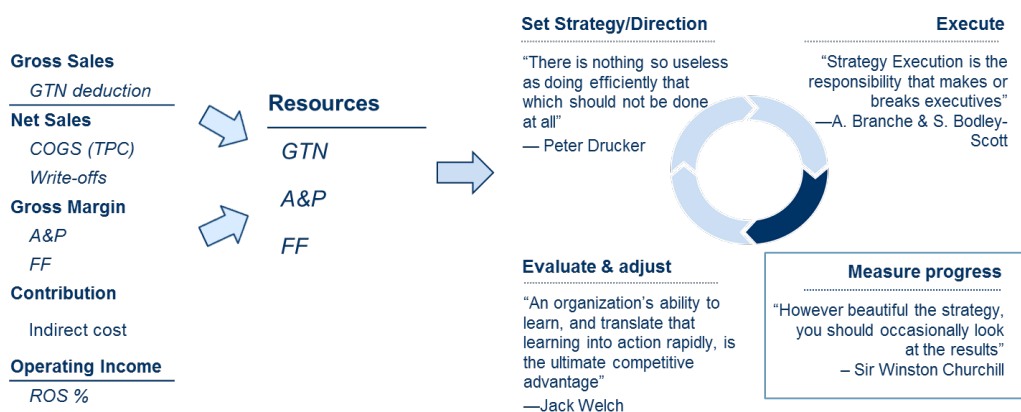 Gross Sales
GTN deduction
Net Sales
COGS (TPC)
Write-offs
Gross Margin
A&P
FF
Contribution
Indirect cost
Operating Income
ROS %
Resources
GTN
A&P
FF
Set Strategy/Direction
“There is nothing so useless
as doing efficiently that
which should not be done
at all”
— Peter Drucker
Execute
“Strategy Execution is the
responsibility that makes or
breaks executives”
—A. Branche & S. Bodley-
Scott
Evaluate & adjust
“An organization’s ability to
learn, and translate that
learning into action rapidly, is
the ultimate competitive
advantage”
—Jack Welch
Measure progress
“However beautiful the strategy,
you should occasionally look
at the results”
– Sir Winston Churchill